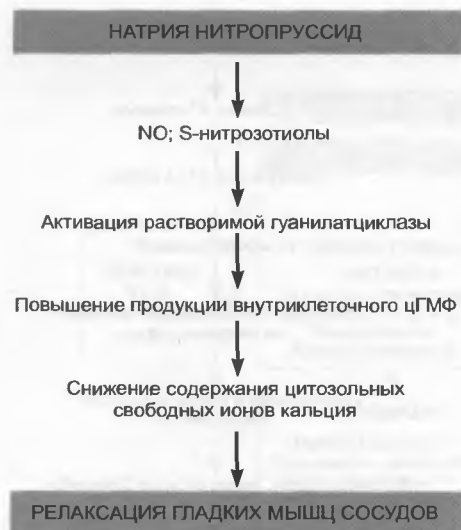 НАТРИЯ НИТРОПРУССИД
NO; S-нитрозотиолы
Активация растворимой гуанилатциклазы
Повышение продукции внутриклеточного цГМФ
Снижение содержания цитозольных
свободных ионов кальция
РЕЛАКСАЦИЯ ГЛАДКИХ МЫШЦ СОСУДОВ